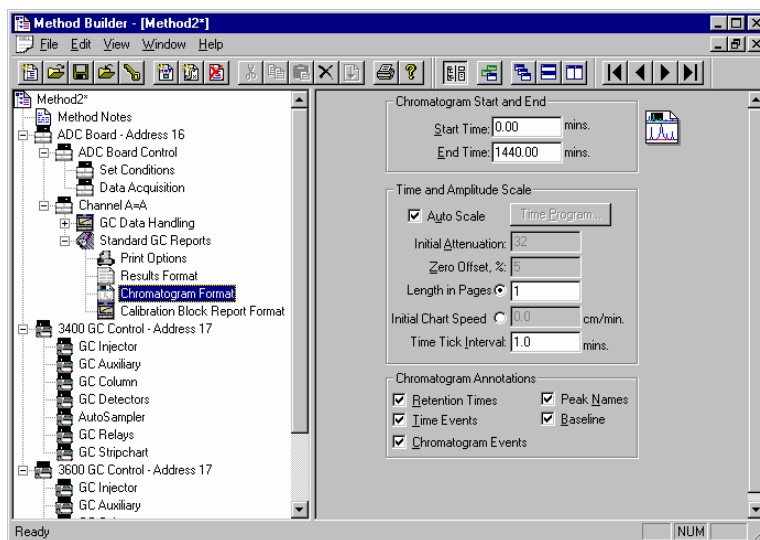 Method Builder - [Method2*]
File Edit View Window Help
Method2*
Method Notes
ADC Board - Address 16
ADC Board Control
Set Conditions
Data Acquisition
Channel A=A
GC Data Handling
Standard GC Reports
Print Options
Results Format
Chromatogram Format
Calibration Block Report Format
3400 GC Control - Address 17
GC Injector
GC Auxiliary
GC Column
GC Detectors
AutoSampler
GC Relays
GC Stripchart
3600 GC Control - Address 17
GC Injector
GC Auxiliary
Chromatogram Start and End
Start Time: 0.00 mins.
End Time: 1440.00 mins.
Time and Amplitude Scale
Auto Scale Time Program...
Initial Attenuation: 32
Zero Offset, %: 5
Length in Pages 1
Initial Chart Speed 0.0 cm/min.
Time Tick Interval: 1.0 mins.
Chromatogram Annotations
Retention Times Peak Names
Time Events Baseline
Chromatogram Events
Ready NUM